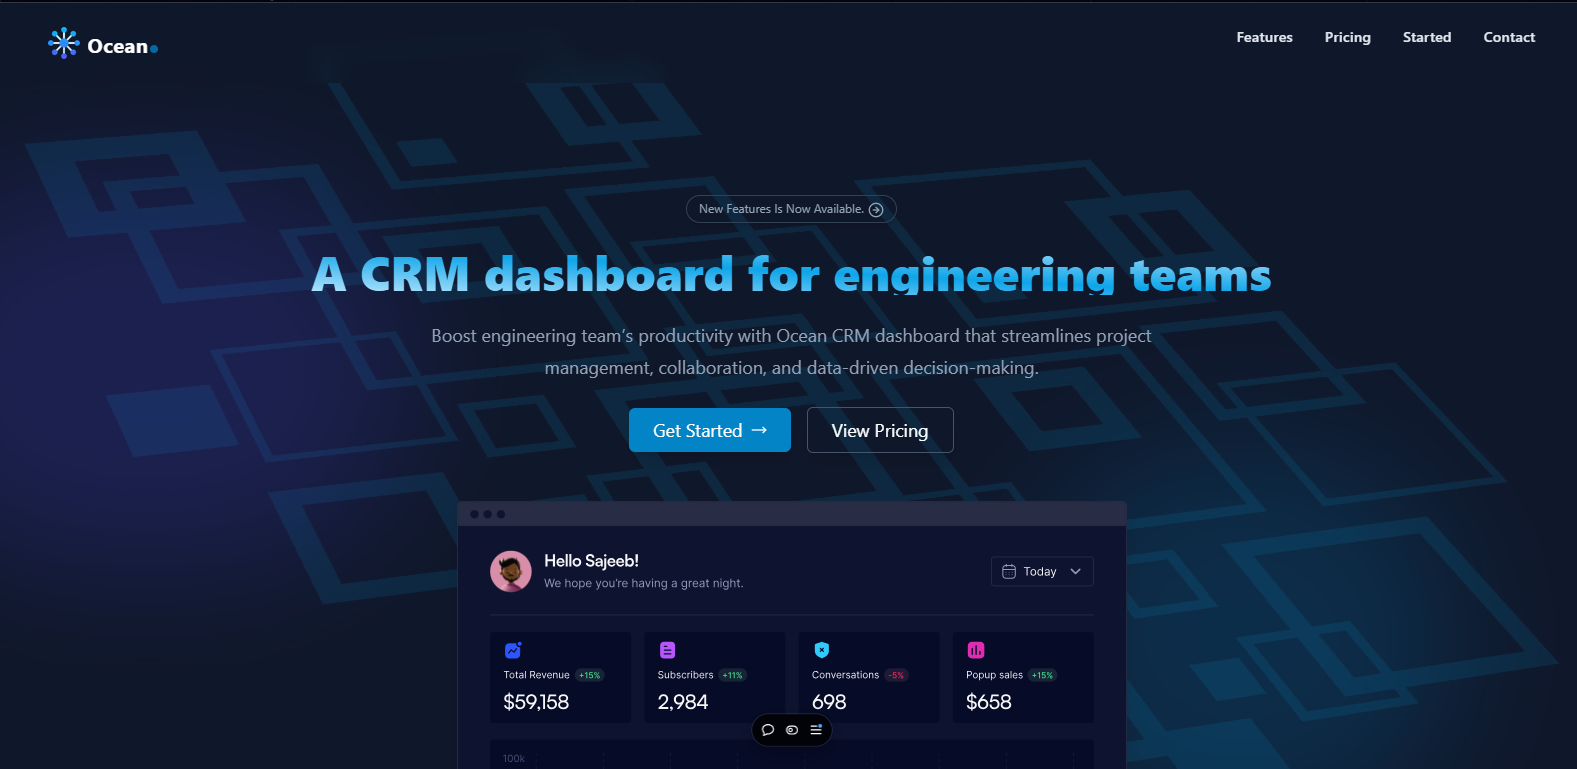 Ocean
Features Pricing Started Contact
New Features Is Now Available.
A CRM dashboard for engineering teams
Boost engineering team’s productivity with Ocean CRM dashboard that streamlines project
management, collaboration, and data-driven decision-making.
Get Started →
View Pricing
Hello Sajeeb!
We hope you're having a great night.
Today
Total Revenue +15%
$59,158
Subscribers +11%
2,984
Conversations -5%
698
Popup sales +15%
$658
100k